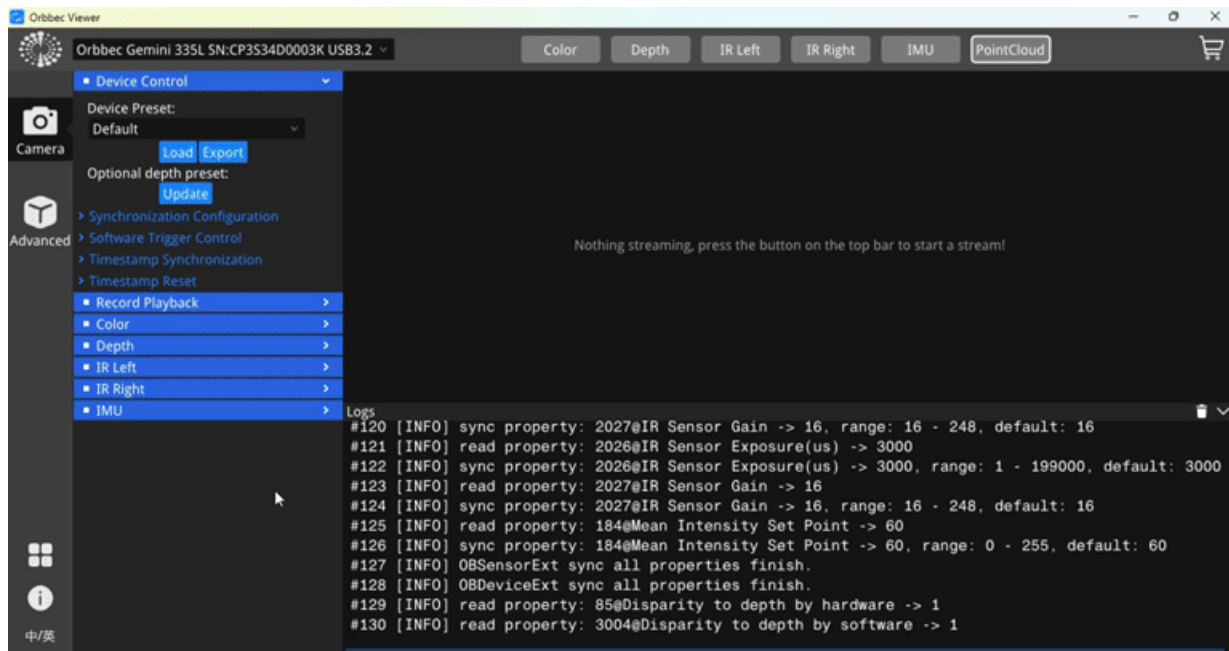 Orbbec Viewer
Orbbec Gemini 335L SN:CP3S34D0003K USB3.2
Color Depth IR Left IR Right IMU PointCloud
Device Control
Device Preset:
Default
Camera
Load Export
Optional depth preset:
Update
Synchronization Configuration
Advanced
Software Trigger Control
Timestamp Synchronization
Timestamp Reset
Record Playback
Color
Depth
IR Left
IR Right
IMU
中/英
Nothing streaming, press the button on the top bar to start a stream!
Logs
#120 [INFO] sync property: 2027@IR Sensor Gain -> 16, range: 16 - 248, default: 16
#121 [INFO] read property: 2026@IR Sensor Exposure(us) -> 3000
#122 [INFO] sync property: 2026@IR Sensor Exposure(us) -> 3000, range: 1 - 199000, default: 3000
#123 [INFO] read property: 2027@IR Sensor Gain -> 16
#124 [INFO] sync property: 2027@IR Sensor Gain -> 16, range: 16 - 248, default: 16
#125 [INFO] read property: 184@Mean Intensity Set Point -> 60
#126 [INFO] sync property: 184@Mean Intensity Set Point -> 60, range: 0 - 255, default: 60
#127 [INFO] OBSensorExt sync all properties finish.
#128 [INFO] OBDeviceExt sync all properties finish.
#129 [INFO] read property: 85@Disparity to depth by hardware -> 1
#130 [INFO] read property: 3004@Disparity to depth by software -> 1